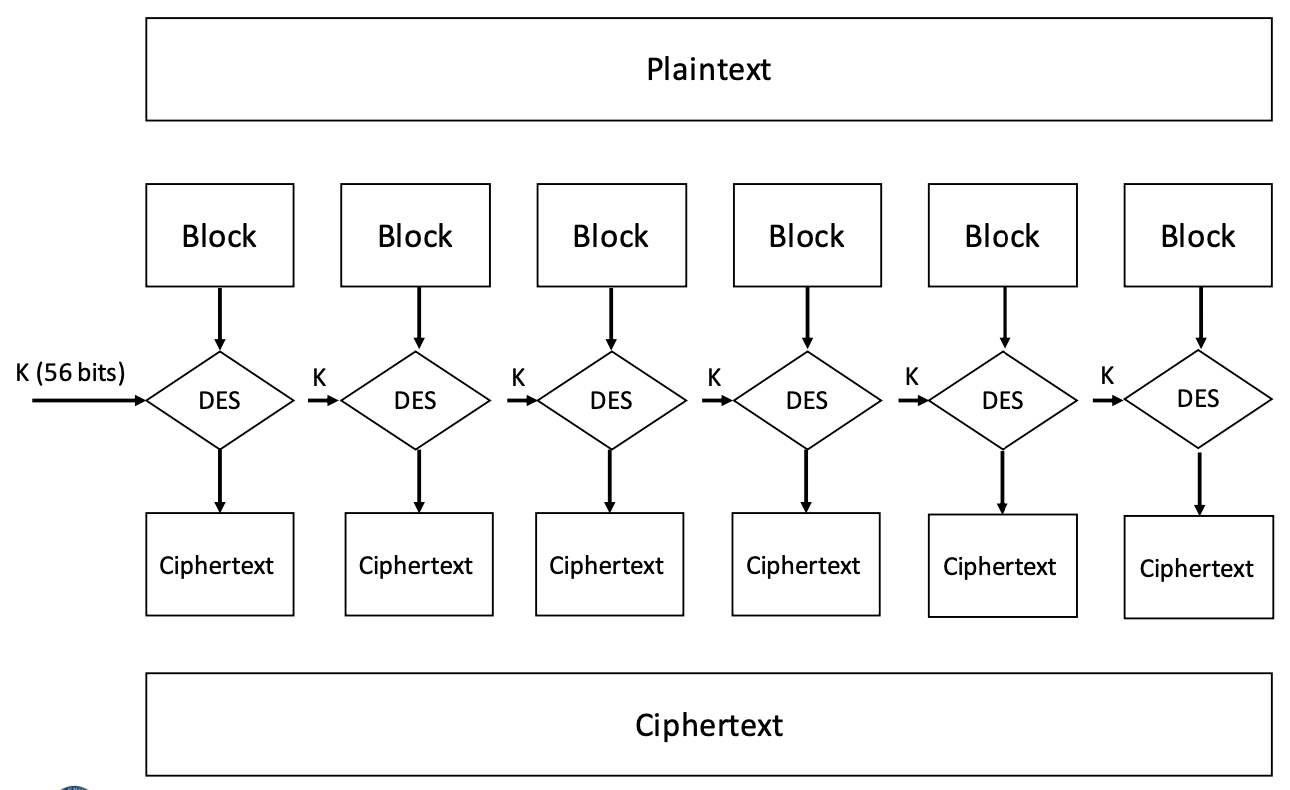 Plaintext
Block Block Block Block Block Block
K (56 bits) K K K K K
DES DES DES DES DES DES
Ciphertext Ciphertext Ciphertext Ciphertext Ciphertext Ciphertext
Ciphertext